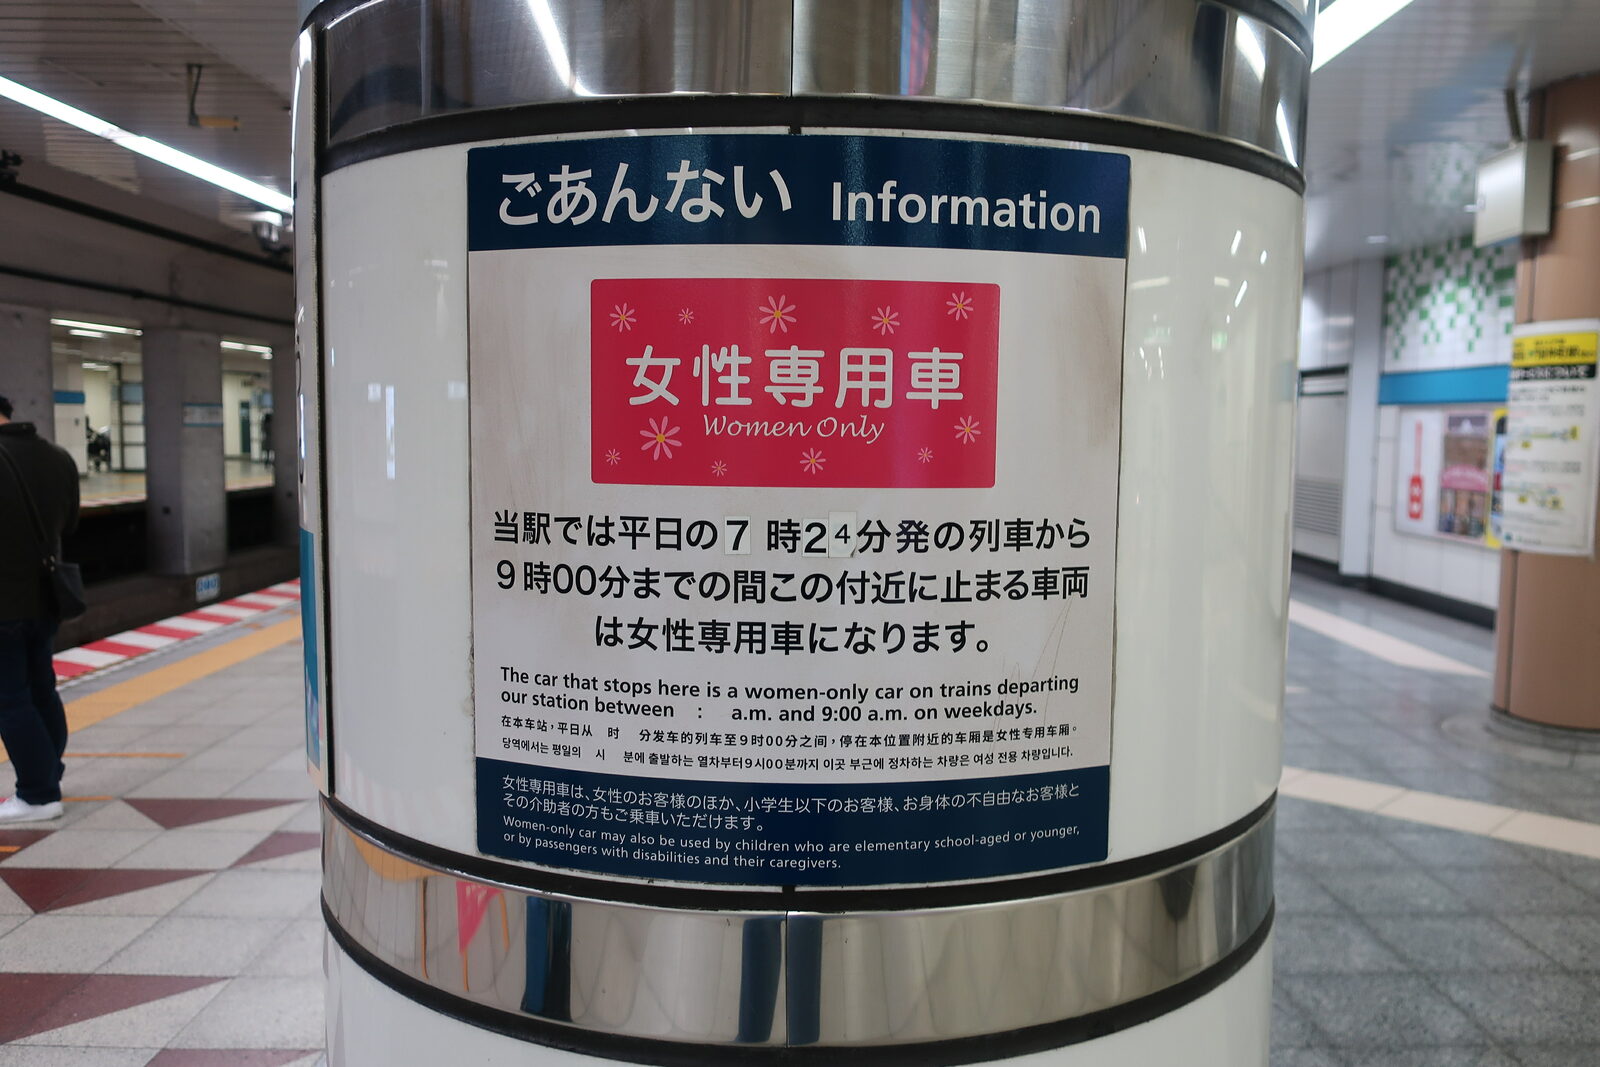 ごあんない Information
女性専用車
Women Only
当駅では平日の7 時24分発の列車から
9時00分までの間この付近に止まる車両
は女性専用車になります。
The car that stops here is a women-only car on trains departing
our station between : a.m. and 9:00 a.m. on weekdays.
在本车站，平日从 时 分发车的列车至9时00分之间，停在本位置附近的车厢是女性专用车厢。
당역에서는 평일의 시 분에 출발하는 열차부터9시00분까지 이곳 부근에 정차하는 차량은 여성 전용 차량입니다.
女性専用車は、女性のお客様のほか、小学生以下のお客様、お身体の不自由なお客様と
その介助者の方もご乗車いただけます。
Women-only car may also be used by children who are elementary school-aged or younger,
or by passengers with disabilities and their caregivers.